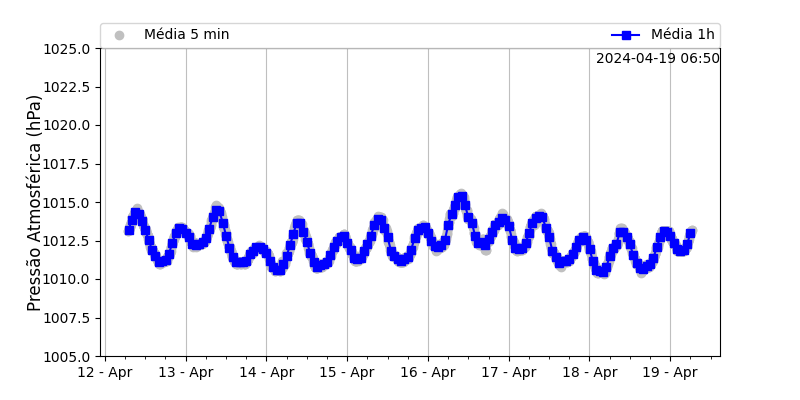 Média 5 min
Média 1h
2024-04-19 06:50
Pressão Atmosférica (hPa)
1025.0
1022.5
1020.0
1017.5
1015.0
1012.5
1010.0
1007.5
1005.0
12 - Apr
13 - Apr
14 - Apr
15 - Apr
16 - Apr
17 - Apr
18 - Apr
19 - Apr